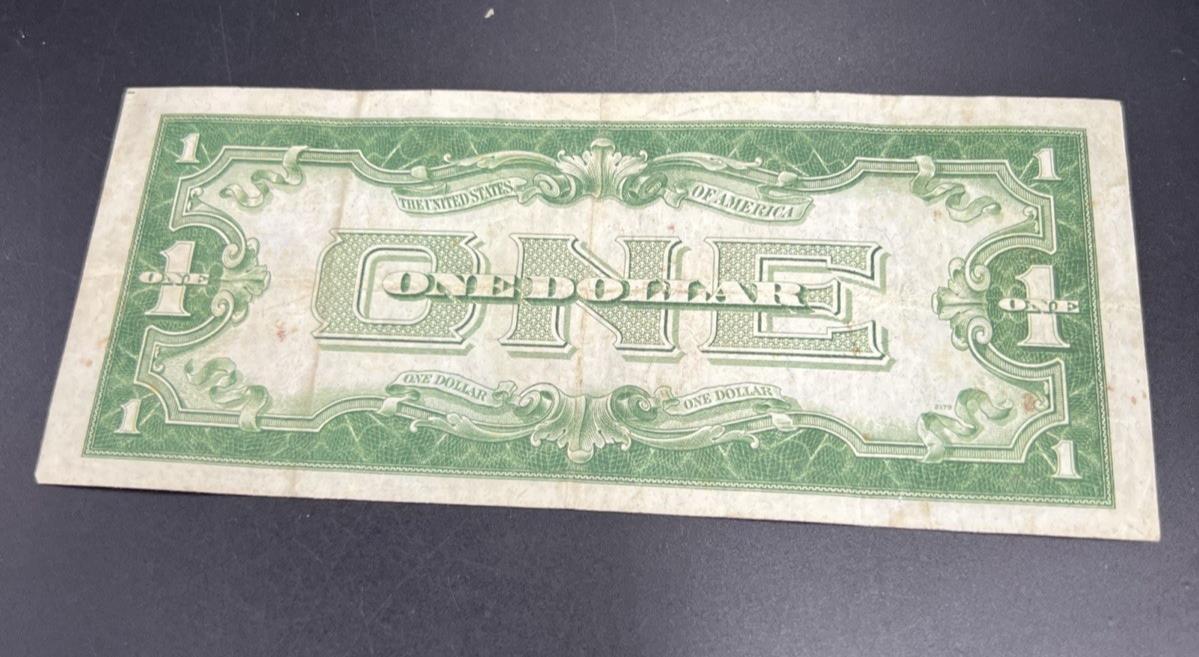 1 1
THE UNITED STATES OF AMERICA
ONE
ONE DOLLAR
1 ONE
1 ONE
ONE DOLLAR ONE DOLLAR
2179
1 1